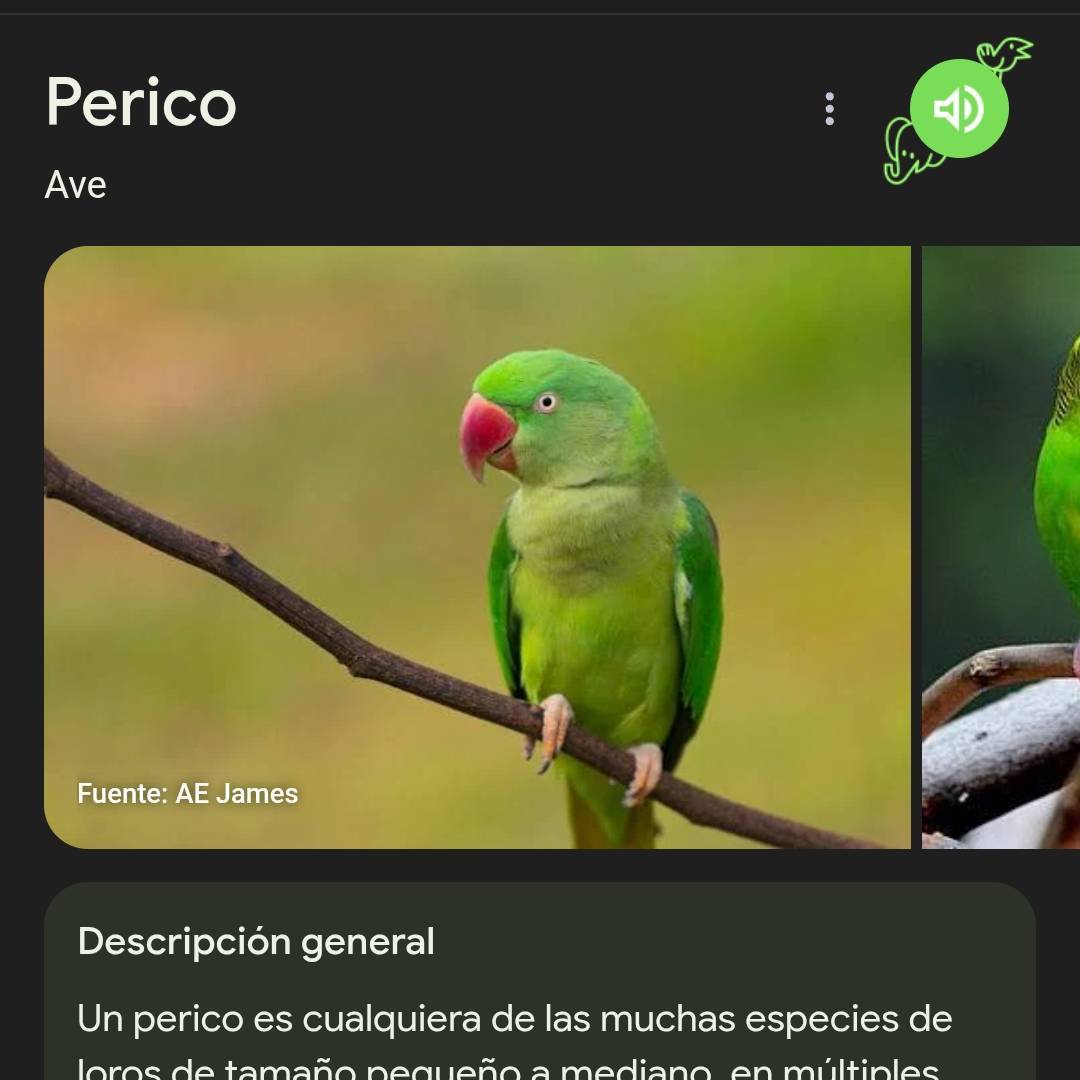 Perico
Ave
Fuente: AE James
Descripción general
Un perico es cualquiera de las muchas especies de
loros de tamaño pequeño a mediano, en múltiples